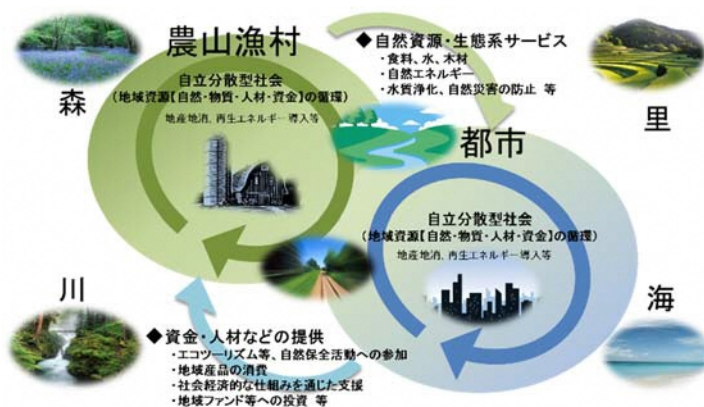 農山漁村
森
自立分散型社会
（地域資源【自然・物質・人材・資金】の循環）
地産地消、再生エネルギー導入等
◆自然資源・生態系サービス
・食料、水、木材
・自然エネルギー
・水質浄化、自然災害の防止 等
里
都市
自立分散型社会
（地域資源【自然・物質・人材・資金】の循環）
地産地消、再生エネルギー導入等
川
海
◆資金・人材などの提供
・エコツーリズム等、自然保全活動への参加
・地域産品の消費
・社会経済的な仕組みを通じた支援
・地域ファンド等への投資 等